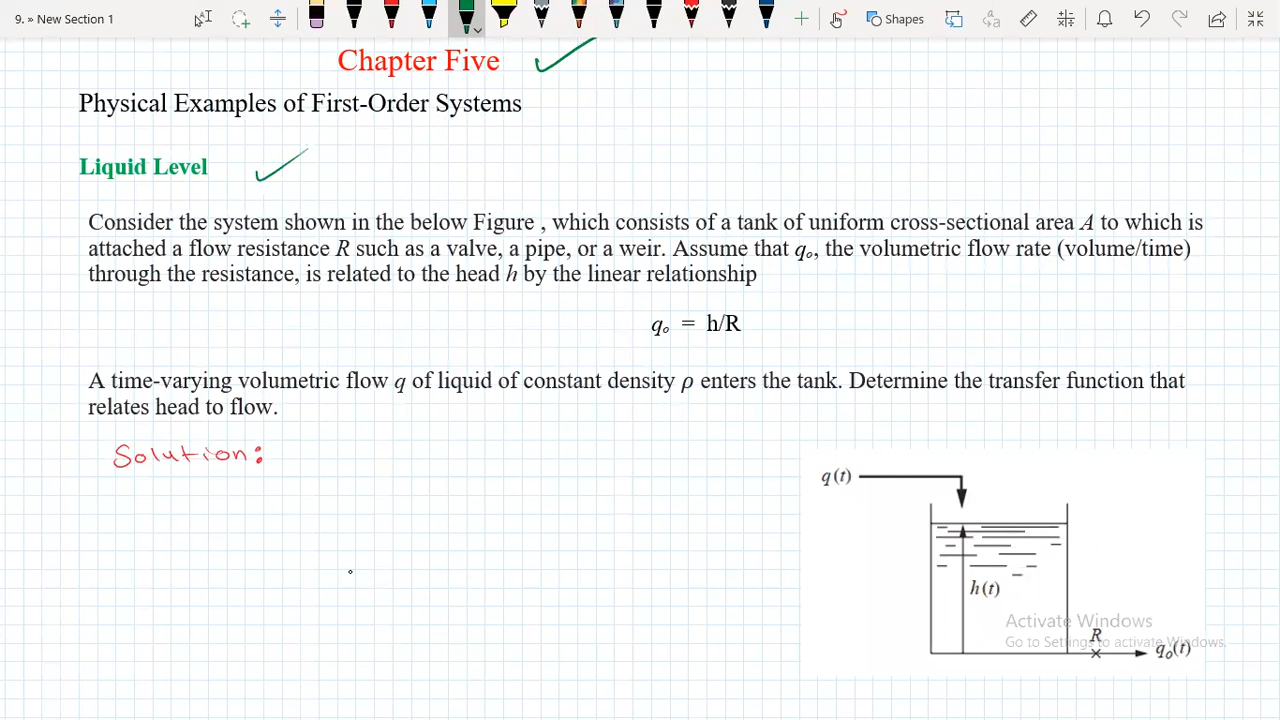 9. » New Section 1
Shapes
Chapter Five
Physical Examples of First-Order Systems
Liquid Level
Consider the system shown in the below Figure , which consists of a tank of uniform cross-sectional area A to which is
attached a flow resistance R such as a valve, a pipe, or a weir. Assume that qₒ, the volumetric flow rate (volume/time)
through the resistance, is related to the head h by the linear relationship
qₒ = h/R
A time-varying volumetric flow q of liquid of constant density ρ enters the tank. Determine the transfer function that
relates head to flow.
Solution:
q(t)
h(t)
Activate Windows
Go to Settings to activate Windows.
R
qₒ(t)